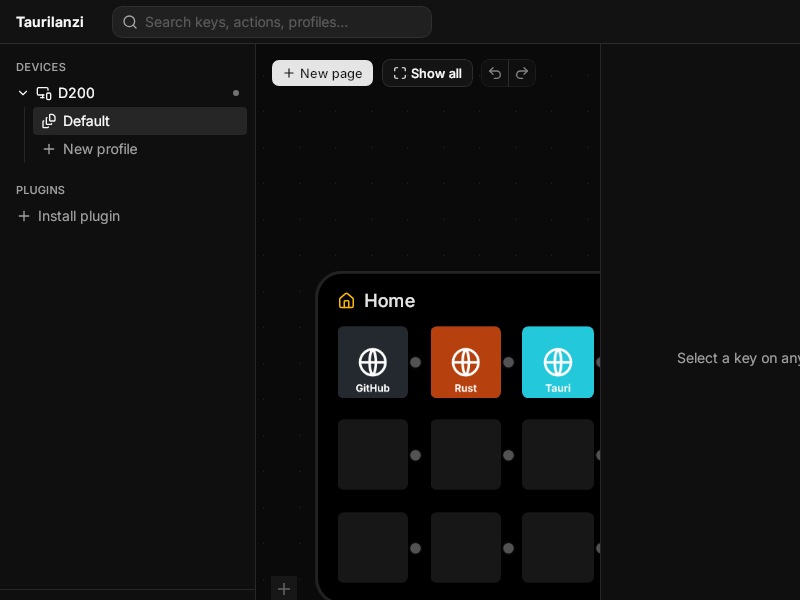 Taurilanzi
Search keys, actions, profiles...
DEVICES
D200
Default
New profile
PLUGINS
Install plugin
New page
Show all
Home
GitHub
Rust
Tauri
Select a key on any